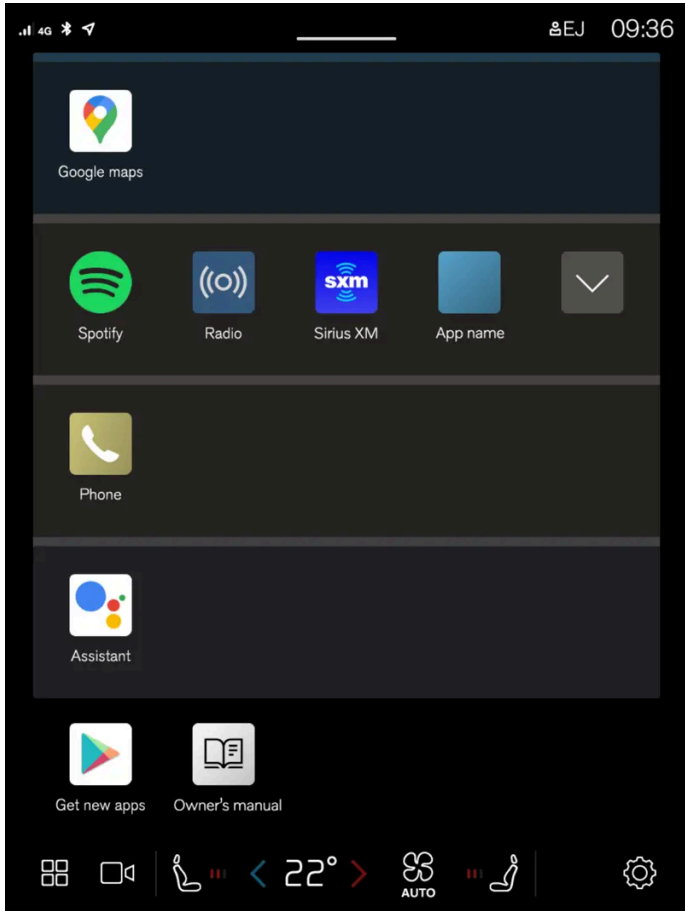 4G
EJ 09:36
Google maps
sxm
Spotify Radio Sirius XM App name
Phone
Assistant
Get new apps Owner's manual
22°
AUTO